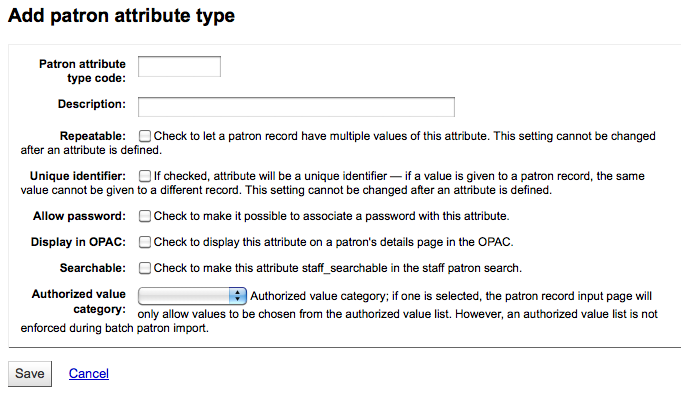 Add patron attribute type
Patron attribute
type code:
Description:
Repeatable: Check to let a patron record have multiple values of this attribute. This setting cannot be changed
after an attribute is defined.
Unique identifier: If checked, attribute will be a unique identifier — if a value is given to a patron record, the same
value cannot be given to a different record. This setting cannot be changed after an attribute is defined.
Allow password: Check to make it possible to associate a password with this attribute.
Display in OPAC: Check to display this attribute on a patron's details page in the OPAC.
Searchable: Check to make this attribute staff_searchable in the staff patron search.
Authorized value Authorized value category; if one is selected, the patron record input page will
category: only allow values to be chosen from the authorized value list. However, an authorized value list is not
enforced during batch patron import.
Save Cancel